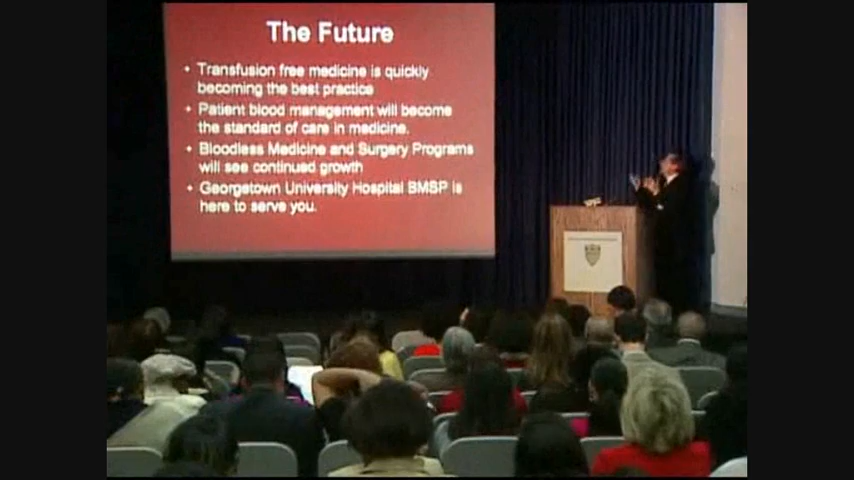 The Future
• Transfusion free medicine is quickly
becoming the best practice
• Patient blood management will become
the standard of care in medicine.
• Bloodless Medicine and Surgery Programs
will see continued growth
• Georgetown University Hospital BMSP is
here to serve you.